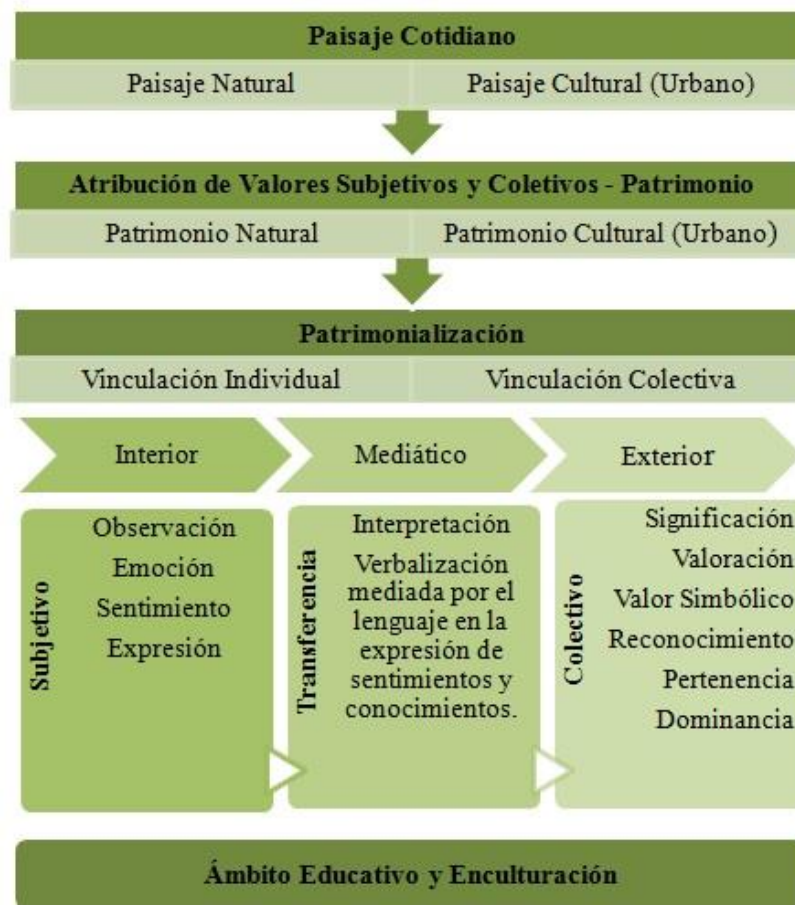 Paisaje Cotidiano
Paisaje Natural
Paisaje Cultural (Urbano)
Atribución de Valores Subjetivos y Coletivos - Patrimonio
Patrimonio Natural
Patrimonio Cultural (Urbano)
Patrimonialización
Vinculación Individual
Vinculación Colectiva
Interior
Mediático
Exterior
Subjetivo
Observación
Emoción
Sentimiento
Expresión
Transferencia
Interpretación
Verbalización
mediada por el
lenguaje en la
expresión de
sentimientos y
conocimientos.
Colectivo
Significación
Valoración
Valor Simbólico
Reconocimiento
Pertenencia
Dominancia
Ámbito Educativo y Enculturación